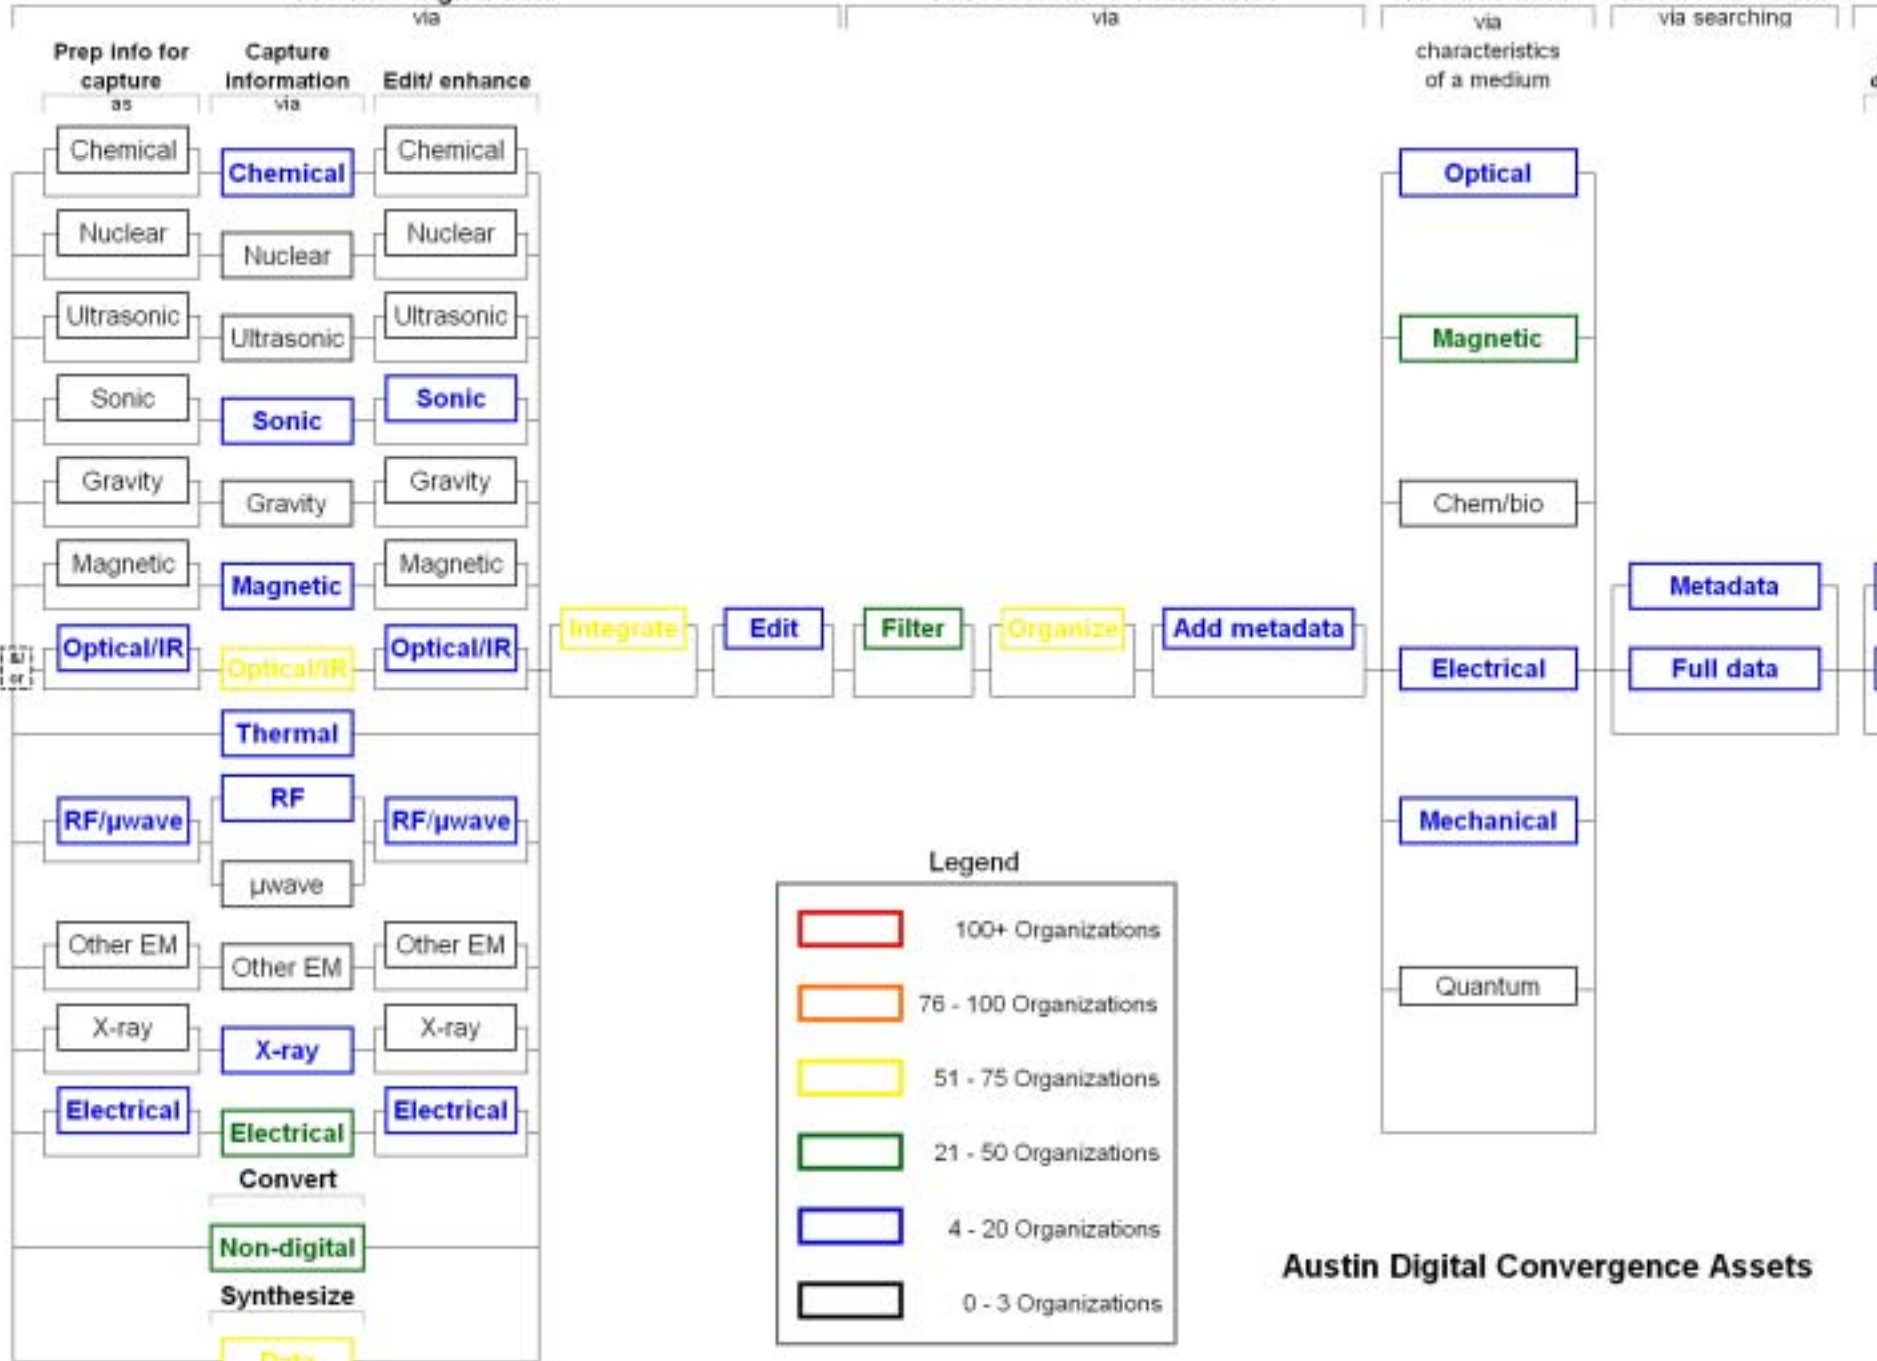 via
via
via
characteristics
of a medium
via searching
Prep info for
capture
as
Capture
information
via
Edit/ enhance
Chemical
Chemical
Chemical
Optical
Nuclear
Nuclear
Nuclear
Ultrasonic
Ultrasonic
Ultrasonic
Magnetic
Sonic
Sonic
Sonic
Gravity
Gravity
Gravity
Chem/bio
Magnetic
Magnetic
Magnetic
Metadata
Optical/IR
Optical/IR
Optical/IR
Integrate
Edit
Filter
Organize
Add metadata
Electrical
Full data
or
Thermal
RF
RF/µwave
RF/µwave
Mechanical
µwave
Other EM
Other EM
Other EM
Quantum
X-ray
X-ray
X-ray
Electrical
Electrical
Electrical
Convert
Non-digital
Synthesize
Data
Legend
100+ Organizations
76 - 100 Organizations
51 - 75 Organizations
21 - 50 Organizations
4 - 20 Organizations
0 - 3 Organizations
Austin Digital Convergence Assets